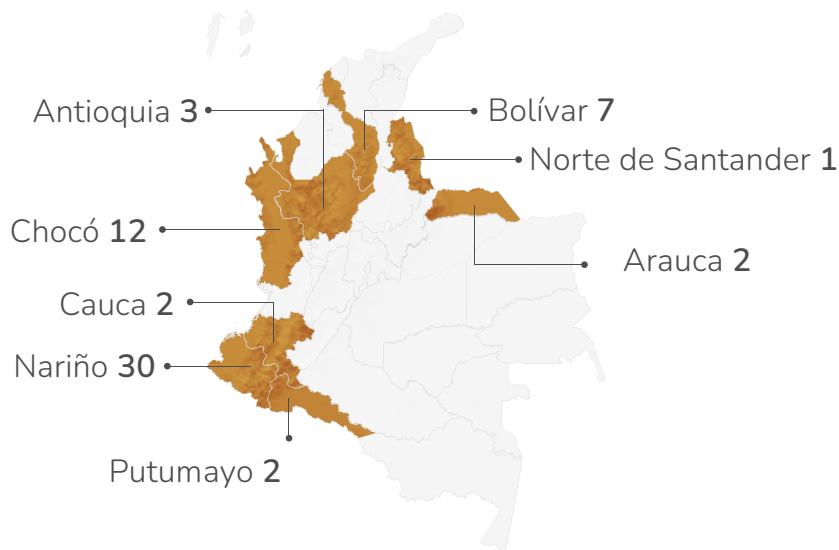 Antioquia 3
Bolívar 7
Norte de Santander 1
Chocó 12
Arauca 2
Cauca 2
Nariño 30
Putumayo 2